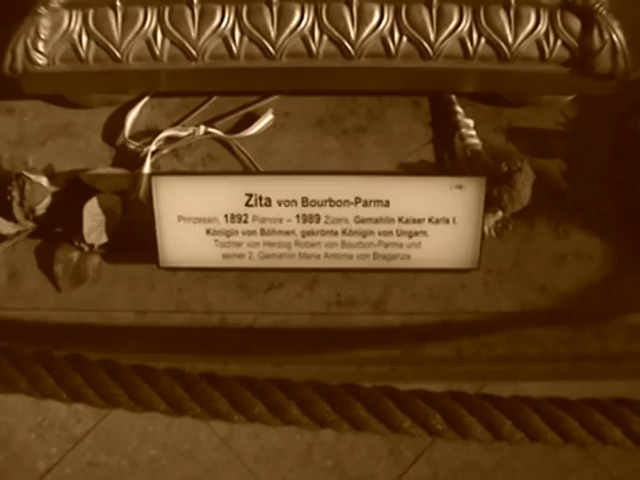 Zita von Bourbon-Parma
Prinzessin, 1892 Pianore – 1989 Zizers. Gemahlin Kaiser Karls I.
Königin von Böhmen, gekrönte Königin von Ungarn.
Tochter von Herzog Robert von Bourbon-Parma und
seiner 2. Gemahlin Maria Antonia von Braganza